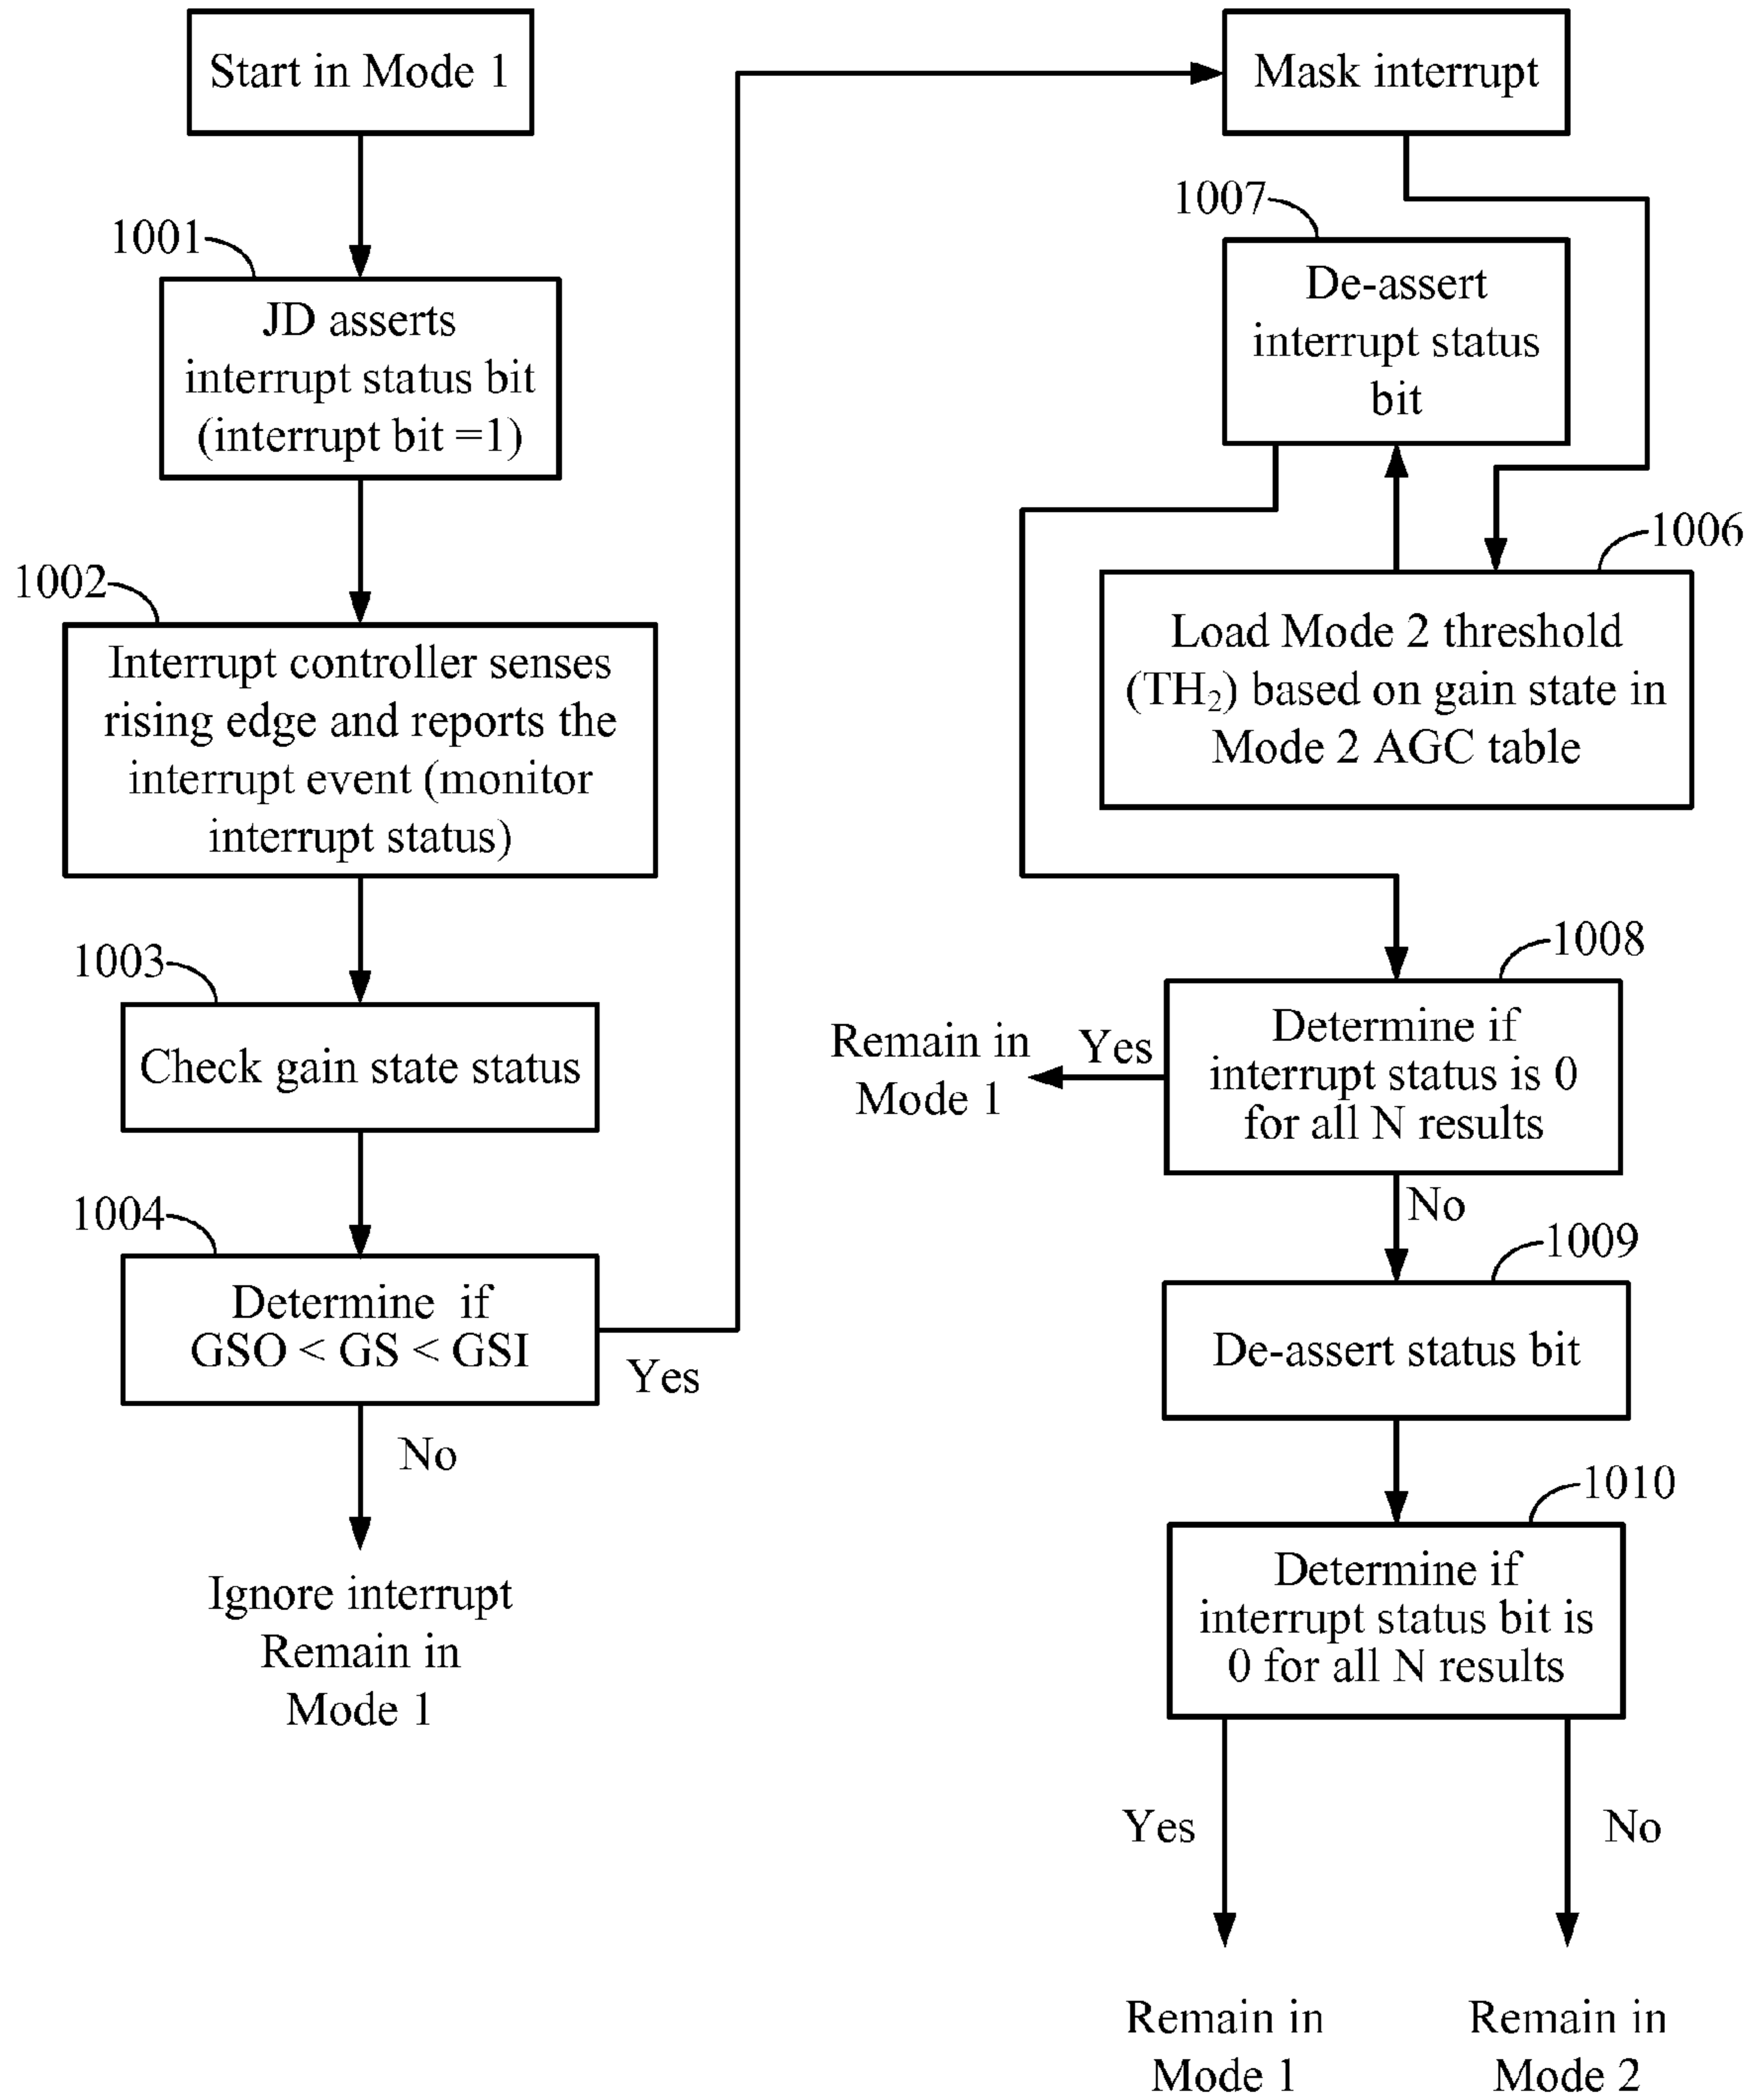 Start in Mode 1
1001
JD asserts
interrupt status bit
(interrupt bit =1)
1002
Interrupt controller senses
rising edge and reports the
interrupt event (monitor
interrupt status)
1003
Check gain state status
1004
Determine if
GSO < GS < GSI
Yes
No
Ignore interrupt
Remain in
Mode 1
Mask interrupt
1007
De-assert
interrupt status
bit
1006
Load Mode 2 threshold
(TH₂) based on gain state in
Mode 2 AGC table
1008
Determine if
interrupt status is 0
for all N results
Yes
Remain in
Mode 1
No
1009
De-assert status bit
1010
Determine if
interrupt status bit is
0 for all N results
Yes
No
Remain in
Mode 1
Remain in
Mode 2